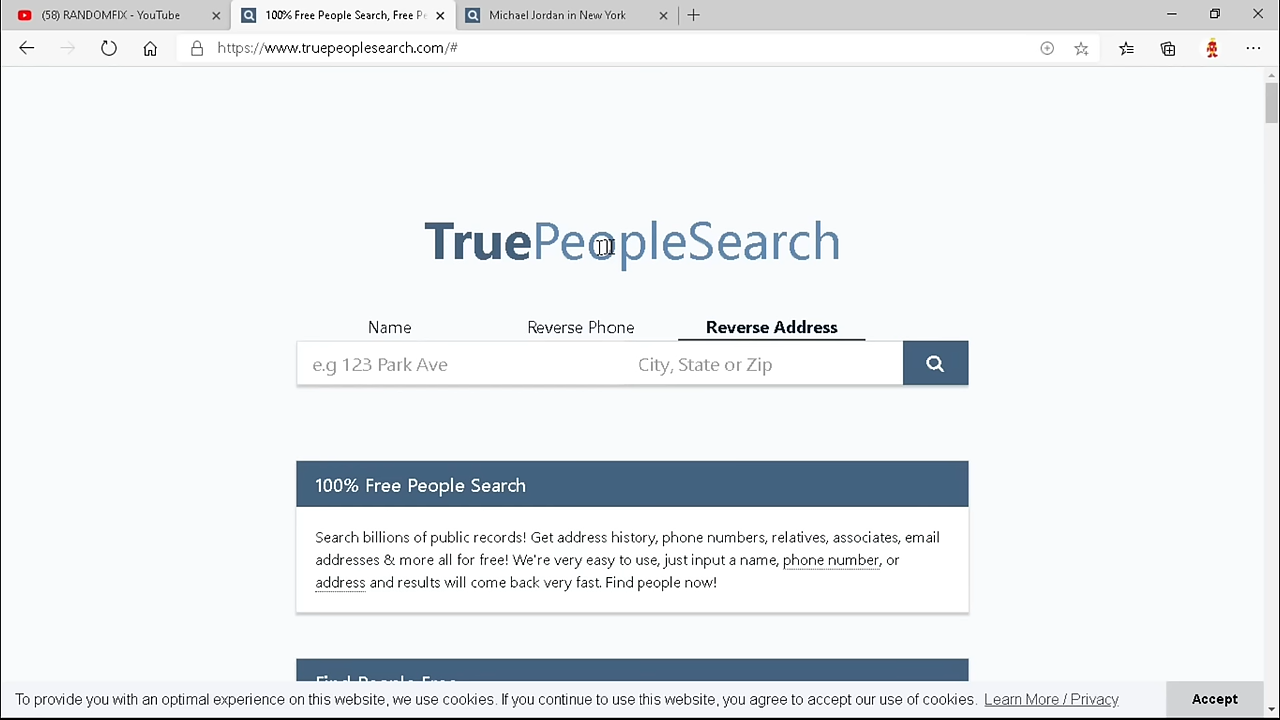 (58) RANDOMFIX - YouTube
100% Free People Search, Free Pe
Michael Jordan in New York
https://www.truepeoplesearch.com/#
TruePeopleSearch
Name Reverse Phone Reverse Address
e.g 123 Park Ave City, State or Zip
100% Free People Search
Search billions of public records! Get address history, phone numbers, relatives, associates, email
addresses & more all for free! We're very easy to use, just input a name, phone number, or
address and results will come back very fast. Find people now!
Find People Free
To provide you with an optimal experience on this website, we use cookies. If you continue to use this website, you agree to accept our use of cookies. Learn More / Privacy
Accept